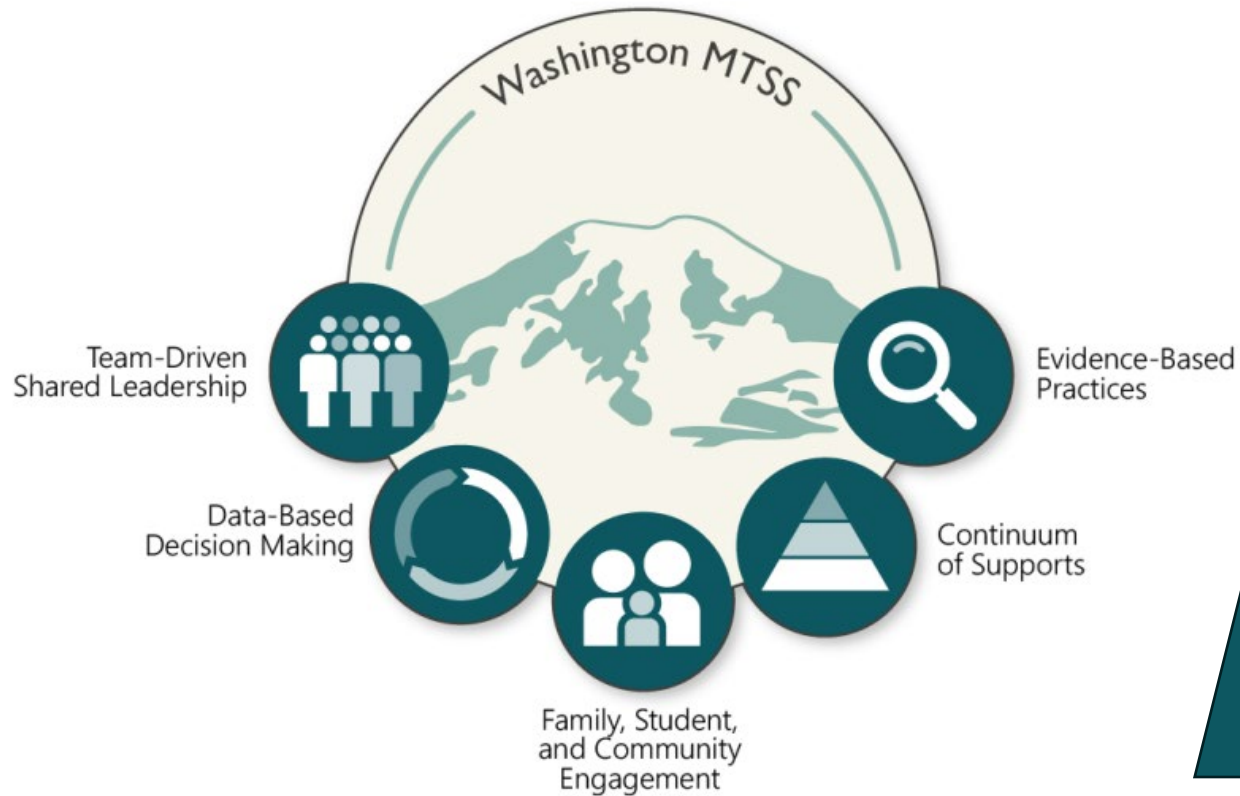 Washington MTSS
Team-Driven
Shared Leadership
Evidence-Based
Practices
Data-Based
Decision Making
Continuum
of Supports
Family, Student,
and Community
Engagement